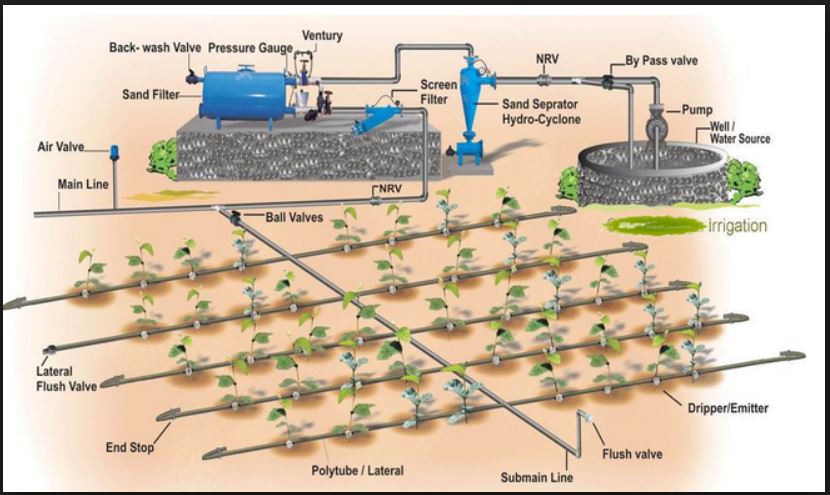 Back- wash Valve
Pressure Gauge
Ventury
NRV
By Pass valve
Sand Filter
Screen
Filter
Sand Seprator
Hydro-Cyclone
Pump
Well /
Water Source
Air Valve
Main Line
NRV
Ball Valves
Irrigation
Lateral
Flush Valve
Dripper/Emitter
End Stop
Polytube / Lateral
Submain Line
Flush valve